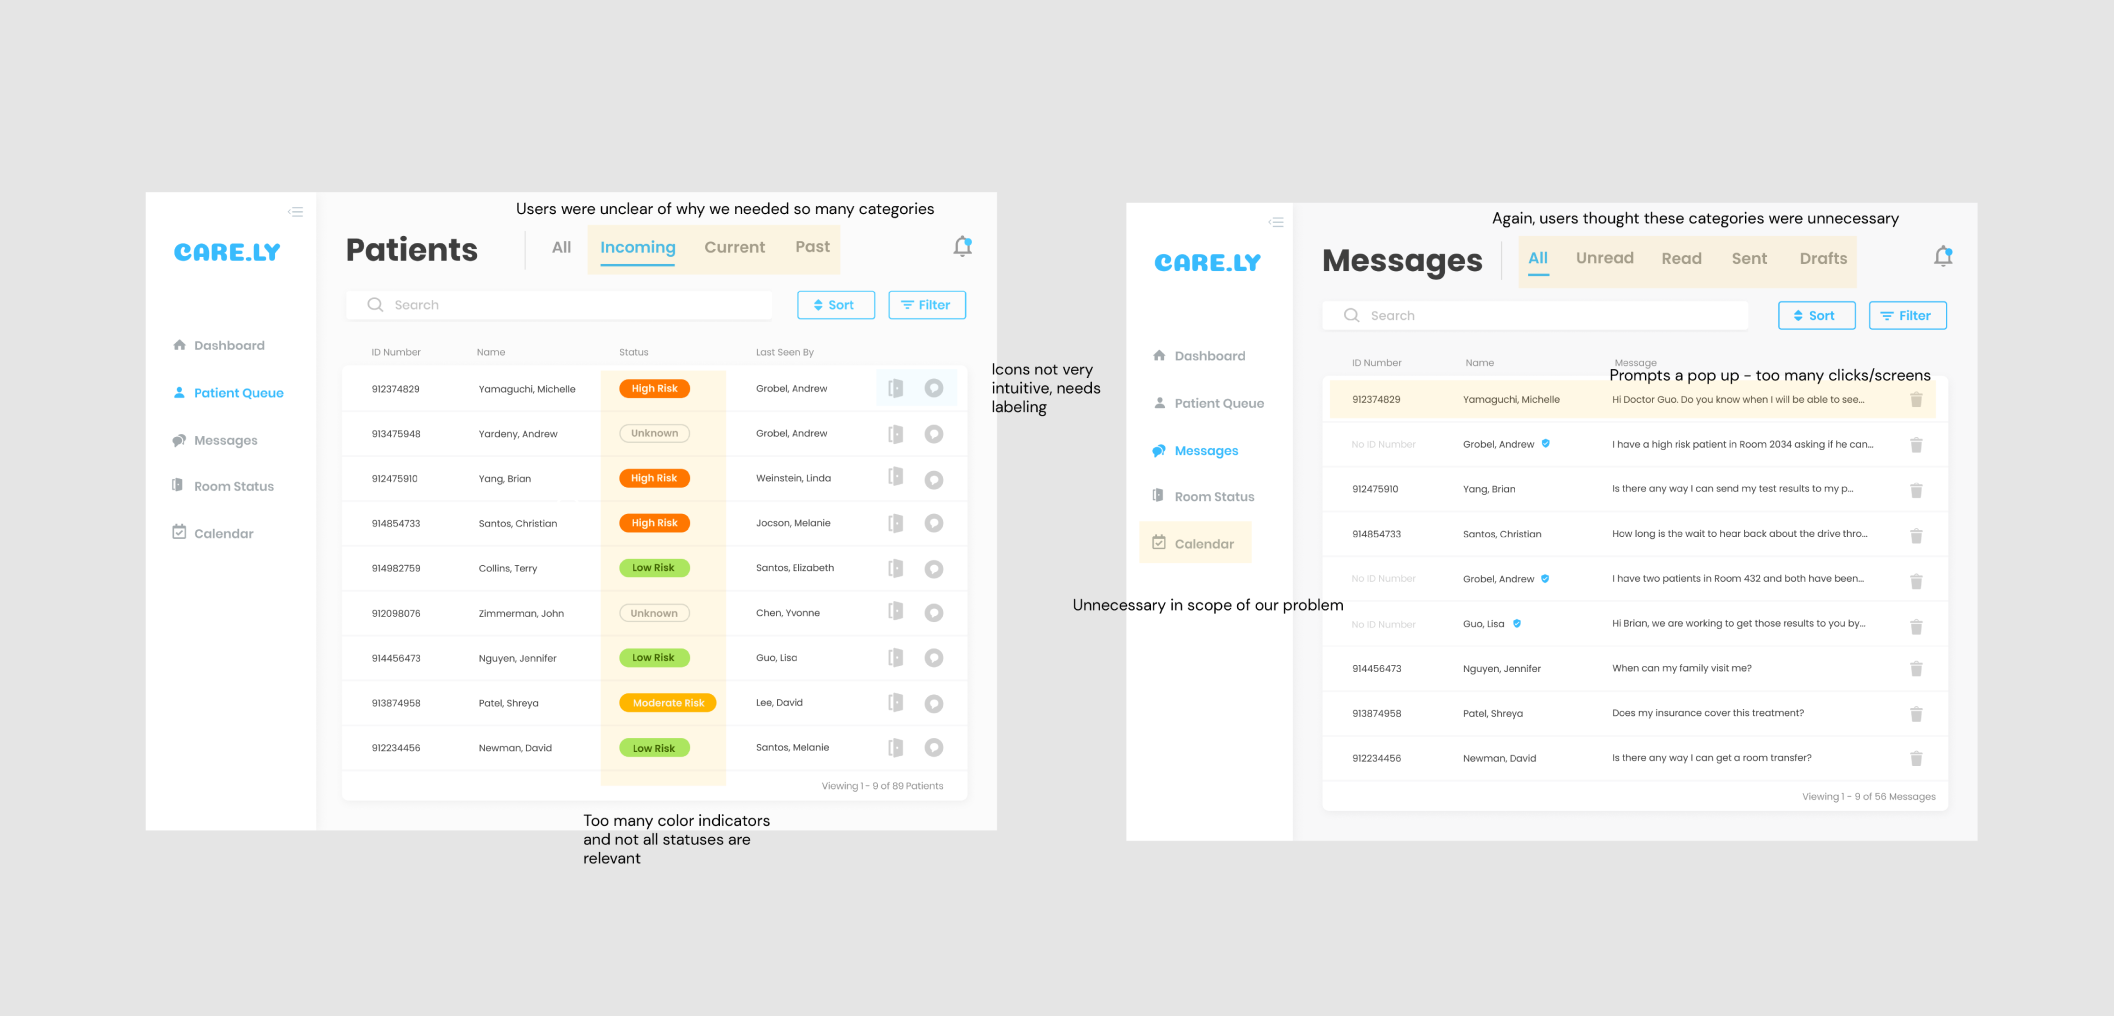 Users were unclear of why we needed so many categories
CARE.LY
Patients
All
Incoming
Current
Past
Search
Sort
Filter
Dashboard
Patient Queue
Messages
Room Status
Calendar
ID Number Name Status Last Seen By
912374829 Yamaguchi, Michelle High Risk Grobel, Andrew
913475948 Yardeny, Andrew Unknown Grobel, Andrew
912475910 Yang, Brian High Risk Weinstein, Linda
914854733 Santos, Christian High Risk Jocson, Melanie
914982759 Collins, Terry Low Risk Santos, Elizabeth
912098076 Zimmerman, John Unknown Chen, Yvonne
914456473 Nguyen, Jennifer Low Risk Guo, Lisa
913874958 Patel, Shreya Moderate Risk Lee, David
912234456 Newman, David Low Risk Santos, Melanie
Viewing 1 - 9 of 89 Patients
Icons not very
intuitive, needs
labeling
Too many color indicators
and not all statuses are
relevant
Again, users thought these categories were unnecessary
CARE.LY
Messages
All
Unread
Read
Sent
Drafts
Search
Sort
Filter
Dashboard
Patient Queue
Messages
Room Status
Calendar
Unnecessary in scope of our problem
ID Number Name Message
Prompts a pop up - too many clicks/screens
912374829 Yamaguchi, Michelle Hi Doctor Guo. Do you know when I will be able to see...
No ID Number Grobel, Andrew I have a high risk patient in Room 2034 asking if he can...
912475910 Yang, Brian Is there any way I can send my test results to my p...
914854733 Santos, Christian How long is the wait to hear back about the drive thro...
No ID Number Grobel, Andrew I have two patients in Room 432 and both have been...
No ID Number Guo, Lisa Hi Brian, we are working to get those results to you by...
914456473 Nguyen, Jennifer When can my family visit me?
913874958 Patel, Shreya Does my insurance cover this treatment?
912234456 Newman, David Is there any way I can get a room transfer?
Viewing 1 - 9 of 56 Messages